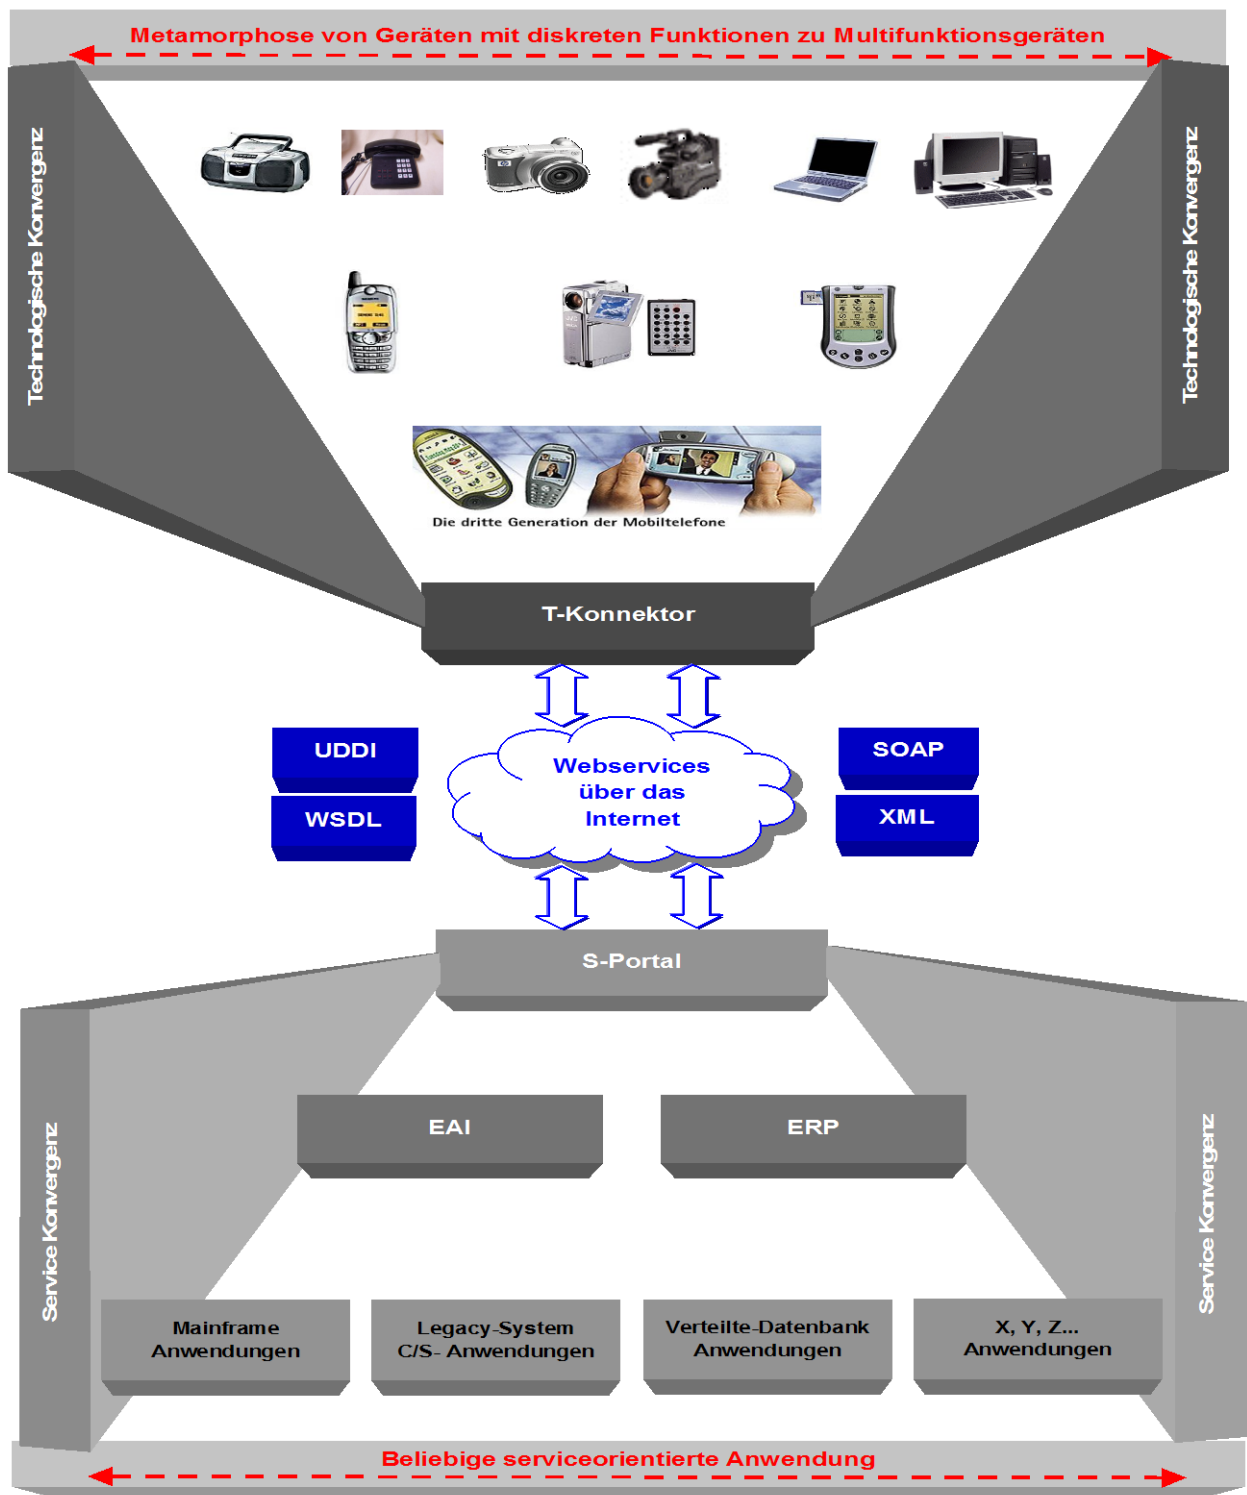 Metamorphose von Geräten mit diskreten Funktionen zu Multifunktionsgeräten
Technologische Konvergenz
Technologische Konvergenz
Die dritte Generation der Mobiltelefone
T-Konnektor
UDDI
WSDL
Webservices
über das
Internet
SOAP
XML
S-Portal
Service Konvergenz
Service Konvergenz
EAI
ERP
Mainframe
Anwendungen
Legacy-System
C/S- Anwendungen
Verteilte-Datenbank
Anwendungen
X, Y, Z...
Anwendungen
Beliebige serviceorientierte Anwendung